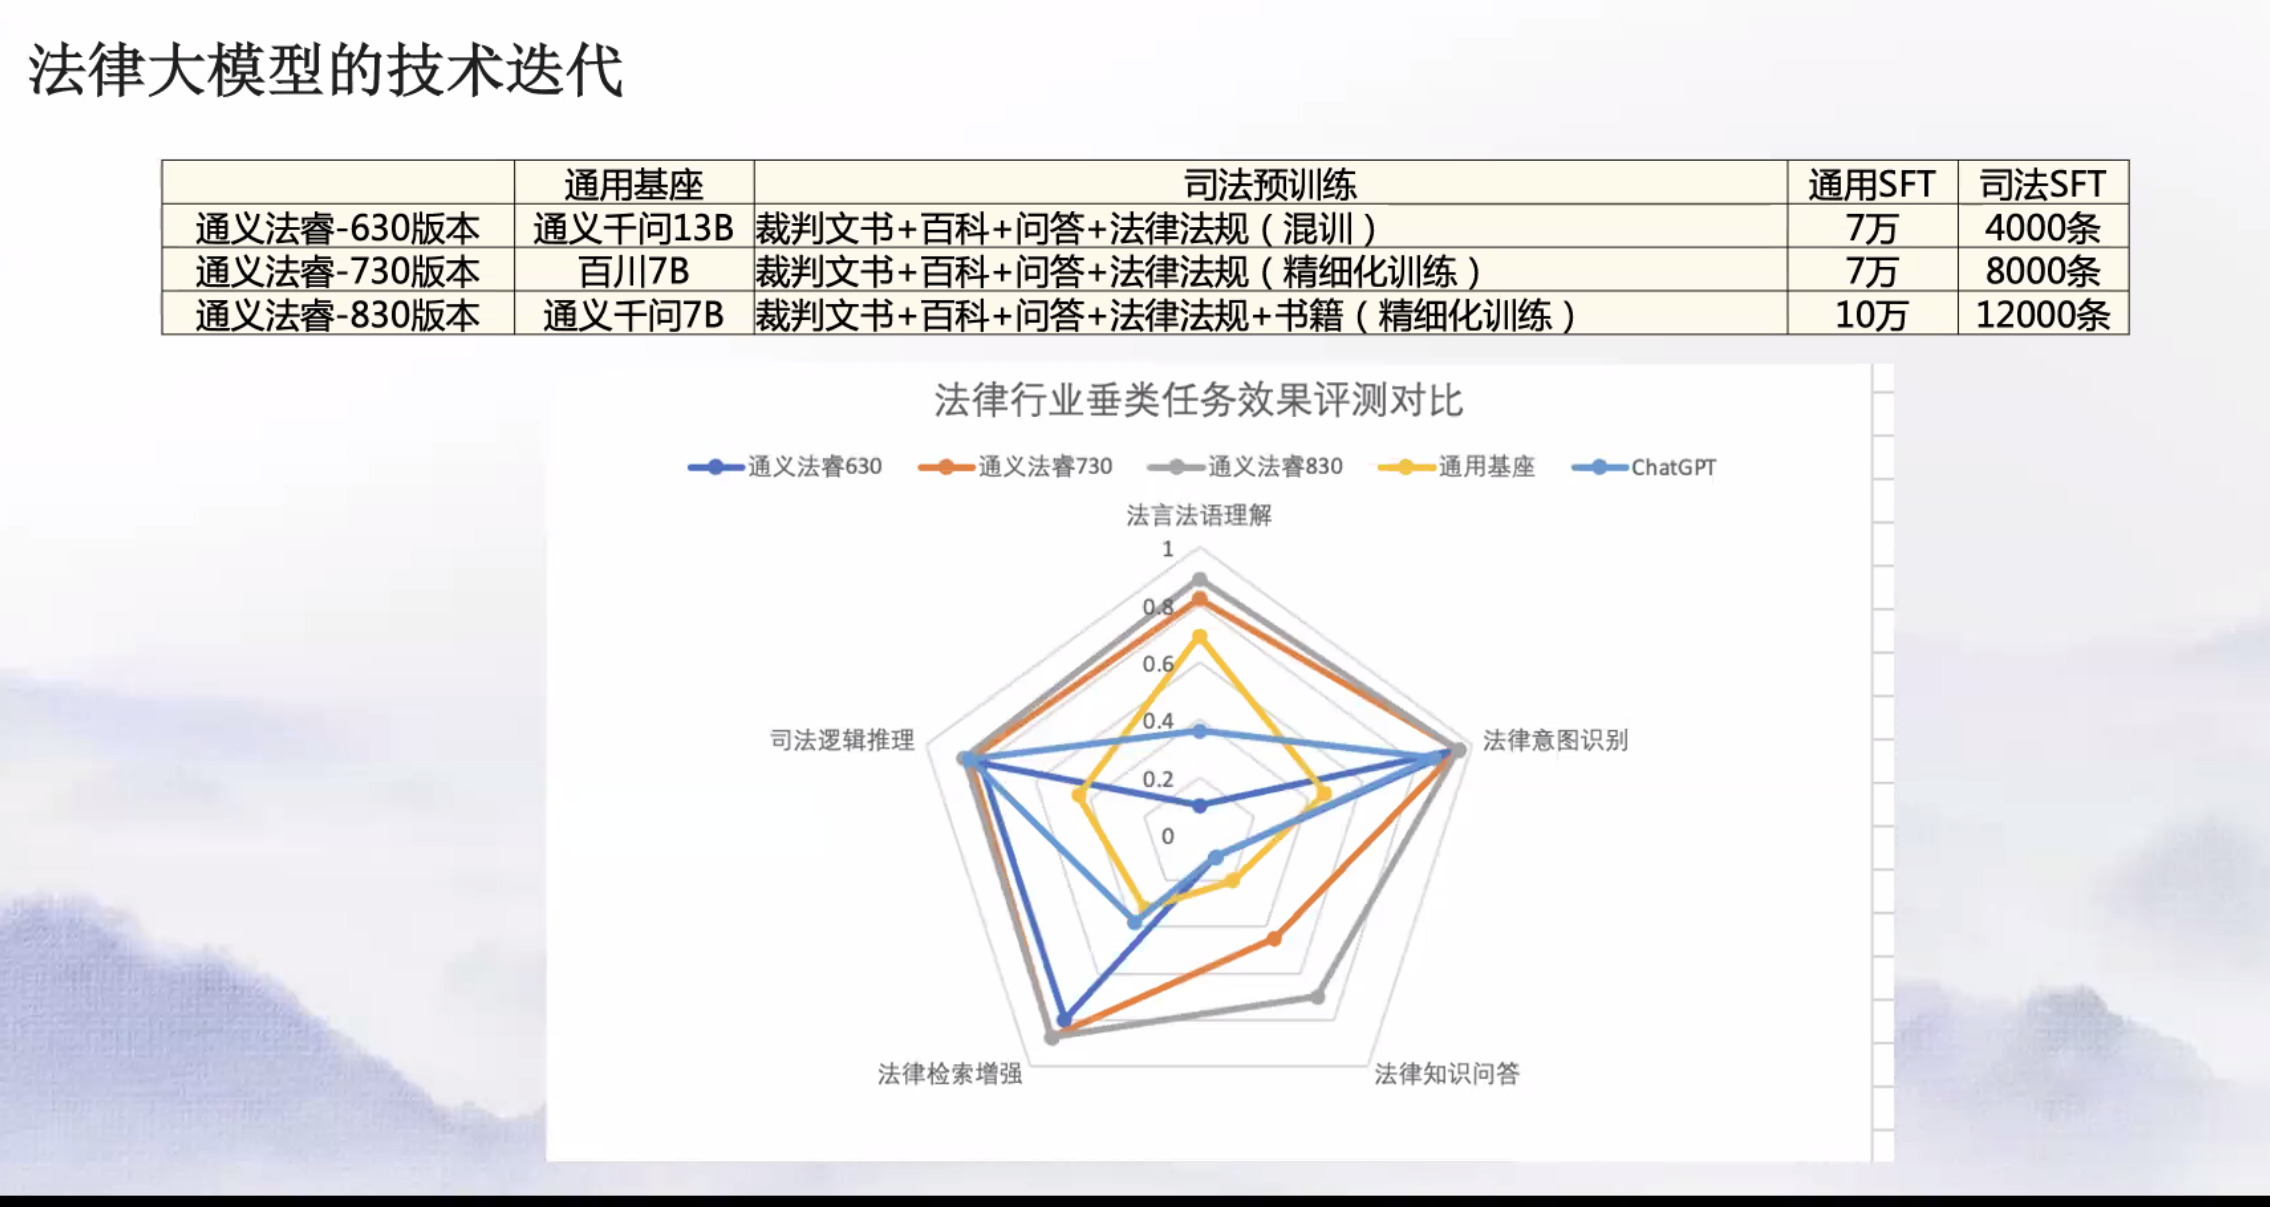 法律大模型的技术迭代
通用基座 司法预训练 通用SFT 司法SFT
通义法睿-630版本 通义千问13B 裁判文书+百科+问答+法律法规（混训） 7万 4000条
通义法睿-730版本 百川7B 裁判文书+百科+问答+法律法规（精细化训练） 7万 8000条
通义法睿-830版本 通义千问7B 裁判文书+百科+问答+法律法规+书籍（精细化训练） 10万 12000条
法律行业垂类任务效果评测对比
通义法睿630 通义法睿730 通义法睿830 通用基座 ChatGPT
法言法语理解
1
0.8
0.6
0.4
0.2
0
司法逻辑推理
法律意图识别
法律检索增强
法律知识问答